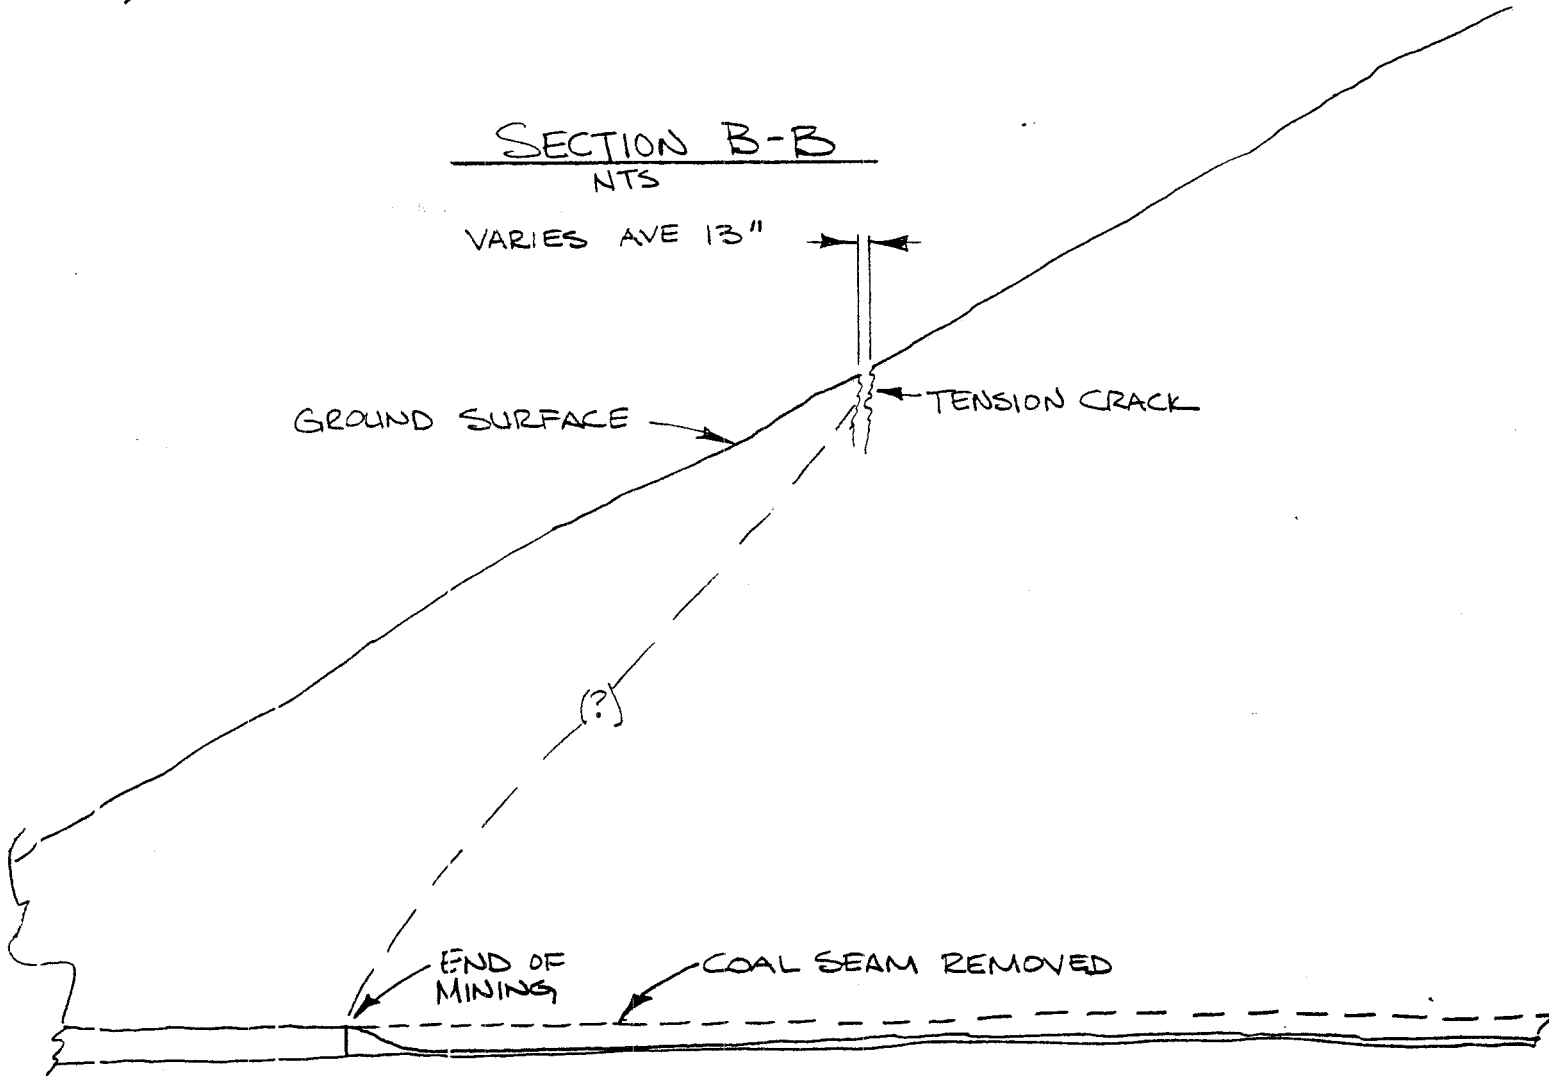 SECTION B-B
NTS
VARIES AVE 13"
TENSION CRACK
GROUND SURFACE
(?)
END OF
MINING
COAL SEAM REMOVED